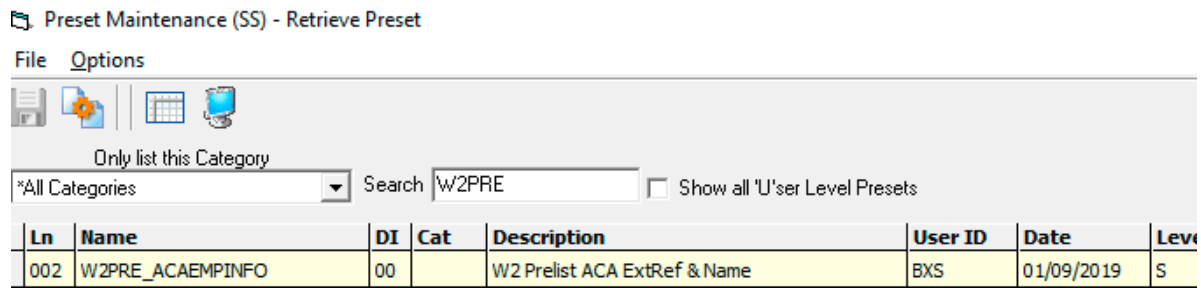 Preset Maintenance (SS) - Retrieve Preset
File Options
Only list this Category
*All Categories Search W2PRE Show all 'U'ser Level Presets
Ln Name DI Cat Description User ID Date Leve
002 W2PRE_ACAEMPINFO 00 W2 Prelist ACA ExtRef & Name BXS 01/09/2019 S